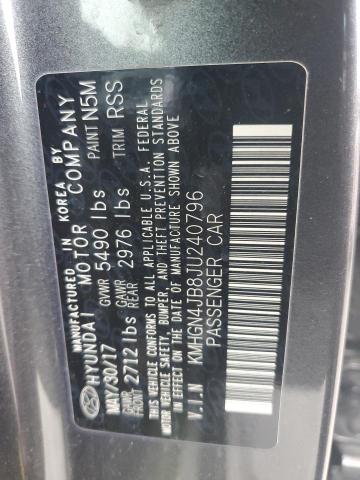 MANUFACTURED IN KOREA BY
HYUNDAI MOTOR COMPANY
MAY/30/17 GVWR 5490 lbs PAINT N5M
GAWR FRONT 2712 lbs GAWR REAR 2976 lbs TRIM RSS
THIS VEHICLE CONFORMS TO ALL APPLICABLE U.S.A. FEDERAL
MOTOR VEHICLE SAFETY, BUMPER, AND THEFT PREVENTION STANDARDS
IN EFFECT ON THE DATE OF MANUFACTURE SHOWN ABOVE
V.I.N KMHGN4JB8JU240796
PASSENGER CAR